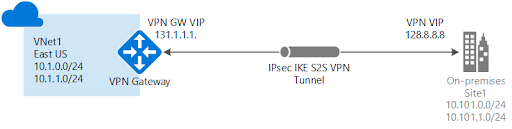 VNet1
East US
10.1.0.0/24
10.1.1.0/24
VPN GW VIP
131.1.1.1.
VPN Gateway
IPsec IKE S2S VPN
Tunnel
VPN VIP
128.8.8.8
On-premises
Site1
10.101.0.0/24
10.101.1.0/24